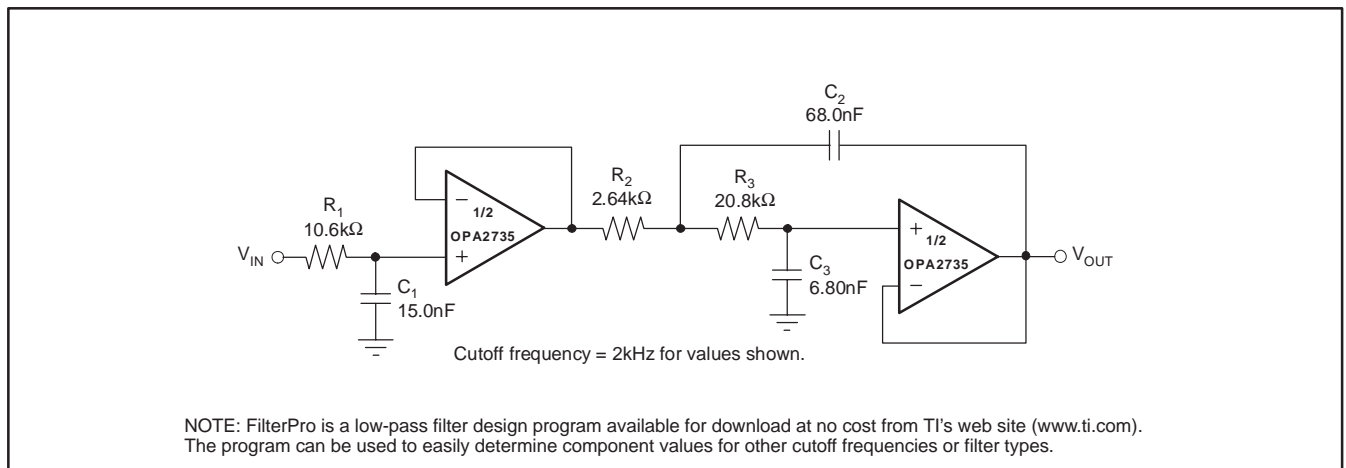 C2
68.0nF
R2
2.64kΩ
R3
20.8kΩ
R1
10.6kΩ
−
1/2
OPA2735
+
+
1/2
OPA2735
−
VIN
VOUT
C1
15.0nF
C3
6.80nF
Cutoff frequency = 2kHz for values shown.
NOTE: FilterPro is a low-pass filter design program available for download at no cost from TI's web site (www.ti.com).
The program can be used to easily determine component values for other cutoff frequencies or filter types.